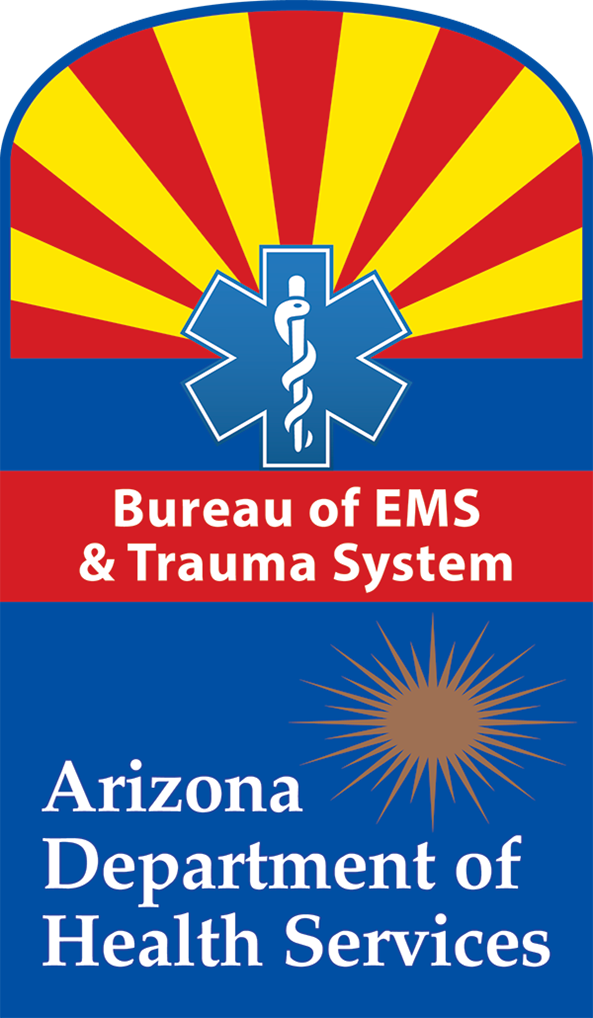 Bureau of EMS
& Trauma System
Arizona
Department of
Health Services